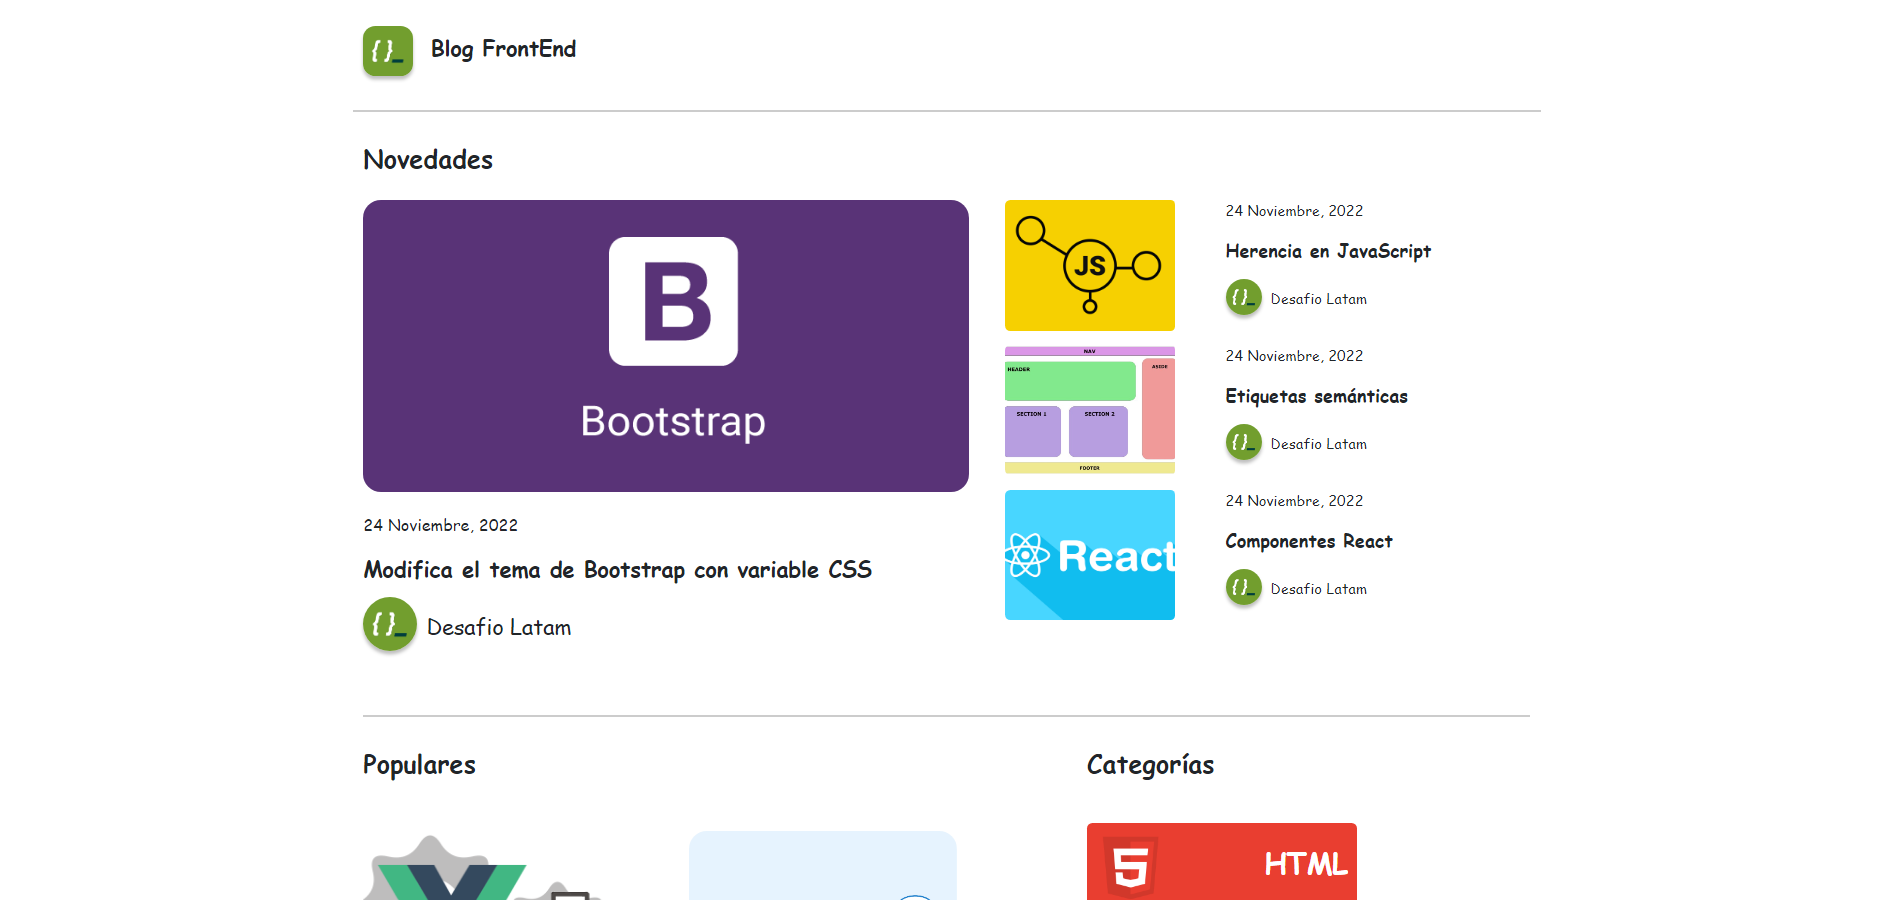 {}_ Blog FrontEnd
Novedades
B
Bootstrap
24 Noviembre, 2022
Modifica el tema de Bootstrap con variable CSS
{}_ Desafio Latam
JS
24 Noviembre, 2022
Herencia en JavaScript
{}_ Desafio Latam
NAV
HEADER
ASIDE
SECTION 1
SECTION 2
FOOTER
24 Noviembre, 2022
Etiquetas semánticas
{}_ Desafio Latam
React
24 Noviembre, 2022
Componentes React
{}_ Desafio Latam
Populares
Categorías
5 HTML